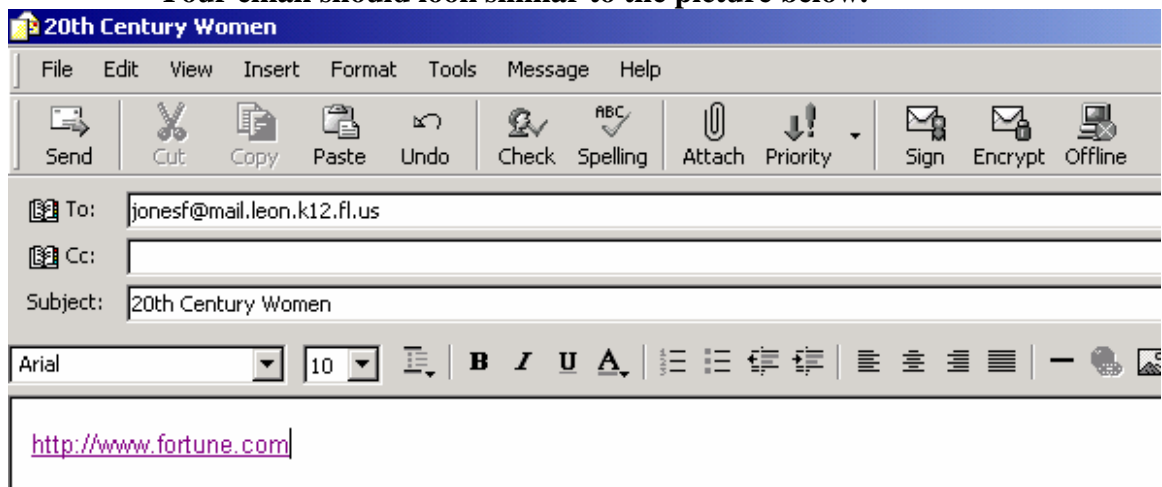 Your email should look similar to the picture below.
20th Century Women
File Edit View Insert Format Tools Message Help
ABC
Send Cut Copy Paste Undo Check Spelling Attach Priority Sign Encrypt Offline
To: jonesf@mail.leon.k12.fl.us
Cc:
Subject: 20th Century Women
Arial 10 B I U A
http://www.fortune.com